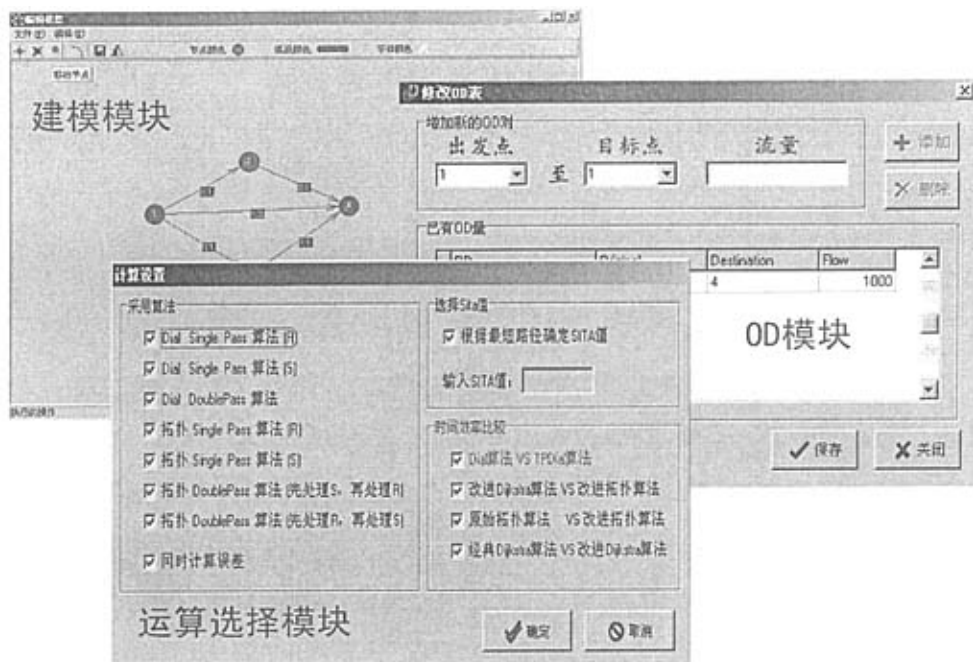 文件(F) 编辑(E)
节点颜色
移动节点
建模模块
修改OD表
增加新的OD对
出发点
目标点
流量
1
至
1
添加
删除
已有OD量
Destination
Flow
4
1000
OD模块
保存
关闭
计算设置
采用算法
Dial Single Pass 算法 (R)
Dial Single Pass 算法 (S)
Dial DoublePass 算法
拓扑 Single Pass 算法 (R)
拓扑 Single Pass 算法 (S)
拓扑 DoublePass 算法 (先处理S，再处理R)
拓扑 DoublePass 算法 (先处理R，再处理S)
同时计算误差
选择Sita值
根据最短路径确定SITA值
输入SITA值：
时间效率比较
Dial算法 VS TPDial算法
改进Dijkstra算法 VS 改进拓扑算法
原始拓扑算法 VS 改进拓扑算法
经典Dijkstra算法 VS 改进Dijkstra算法
运算选择模块
确定
取消